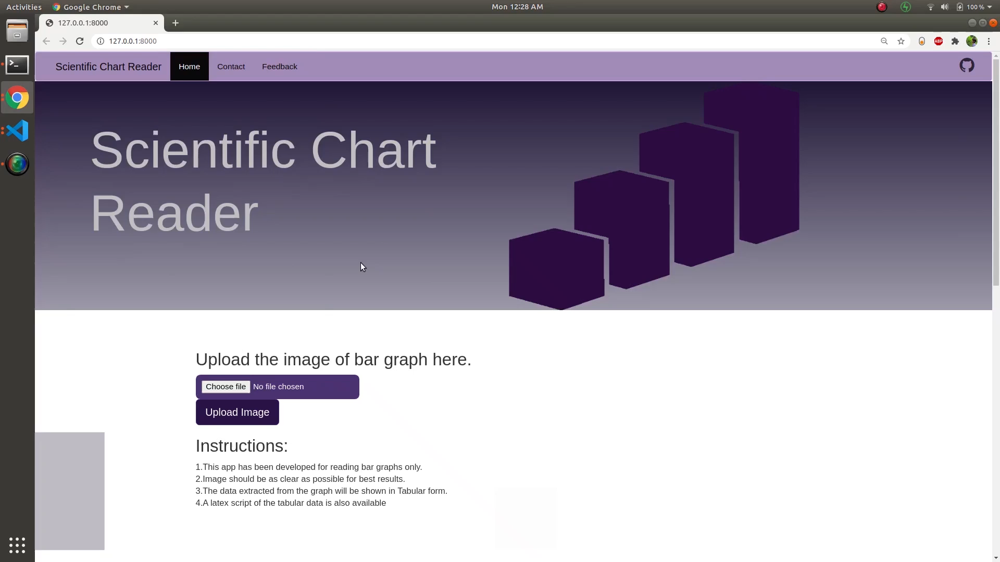 Activities
Google Chrome
Mon 12:28 AM
100 %
127.0.0.1:8000
127.0.0.1:8000
ABP
Scientific Chart Reader
Home
Contact
Feedback
Scientific Chart
Reader
Upload the image of bar graph here.
Choose file No file chosen
Upload Image
Instructions:
1.This app has been developed for reading bar graphs only.
2.Image should be as clear as possible for best results.
3.The data extracted from the graph will be shown in Tabular form.
4.A latex script of the tabular data is also available